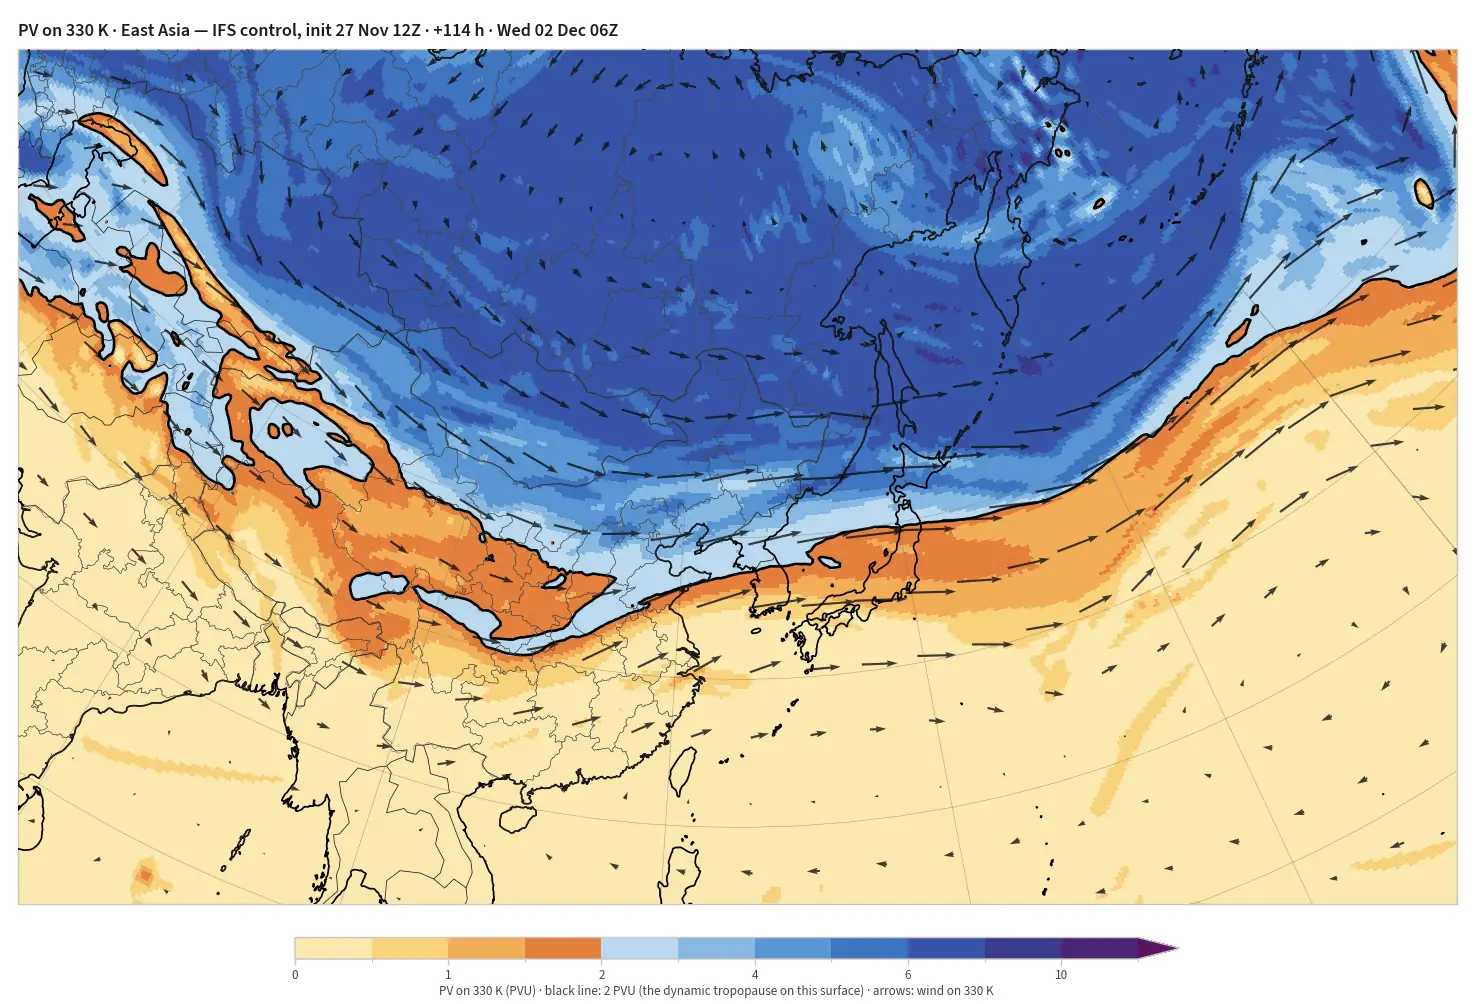 PV on 330 K · East Asia — IFS control, init 27 Nov 12Z · +114 h · Wed 02 Dec 06Z
0 1 2 4 6 10
PV on 330 K (PVU) · black line: 2 PVU (the dynamic tropopause on this surface) · arrows: wind on 330 K